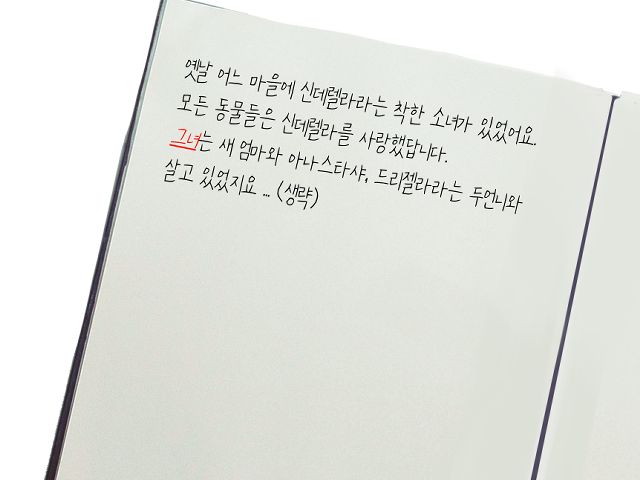 옛날 어느 마을에 신데렐라라는 착한 소녀가 있었어요.
모든 동물들은 신데렐라를 사랑했답니다.
그녀는 새 엄마와 아나스타샤, 드리젤라라는 두언니와
살고 있었지요 ... (생략)